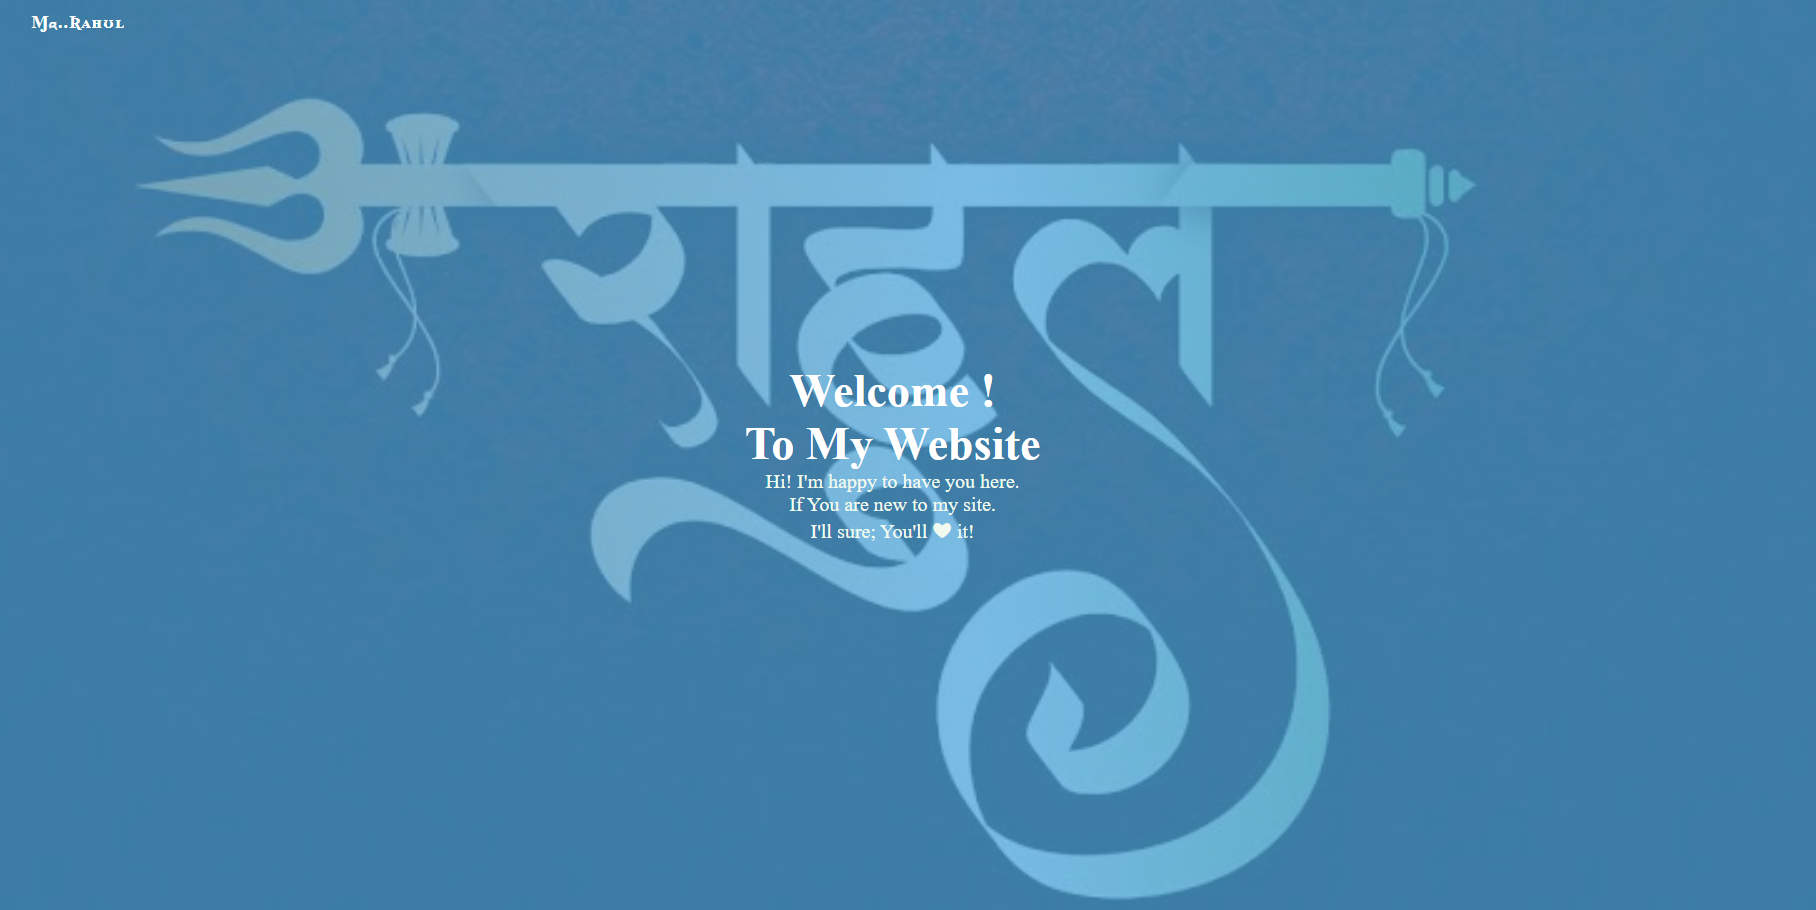 Mr..Rahul
राहुल
Welcome !
To My Website
Hi! I'm happy to have you here.
If You are new to my site.
I'll sure; You'll ♥ it!